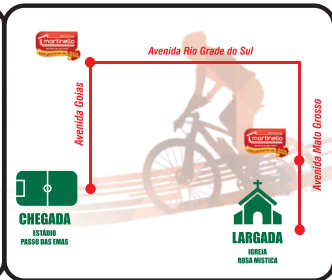 martinello
Avenida Rio Grade do Sul
Avenida Goias
martinello
Avenida Mato Grosso
CHEGADA
ESTÁDIO
PASSO DAS EMAS
LARGADA
IGREJA
ROSA MISTICA